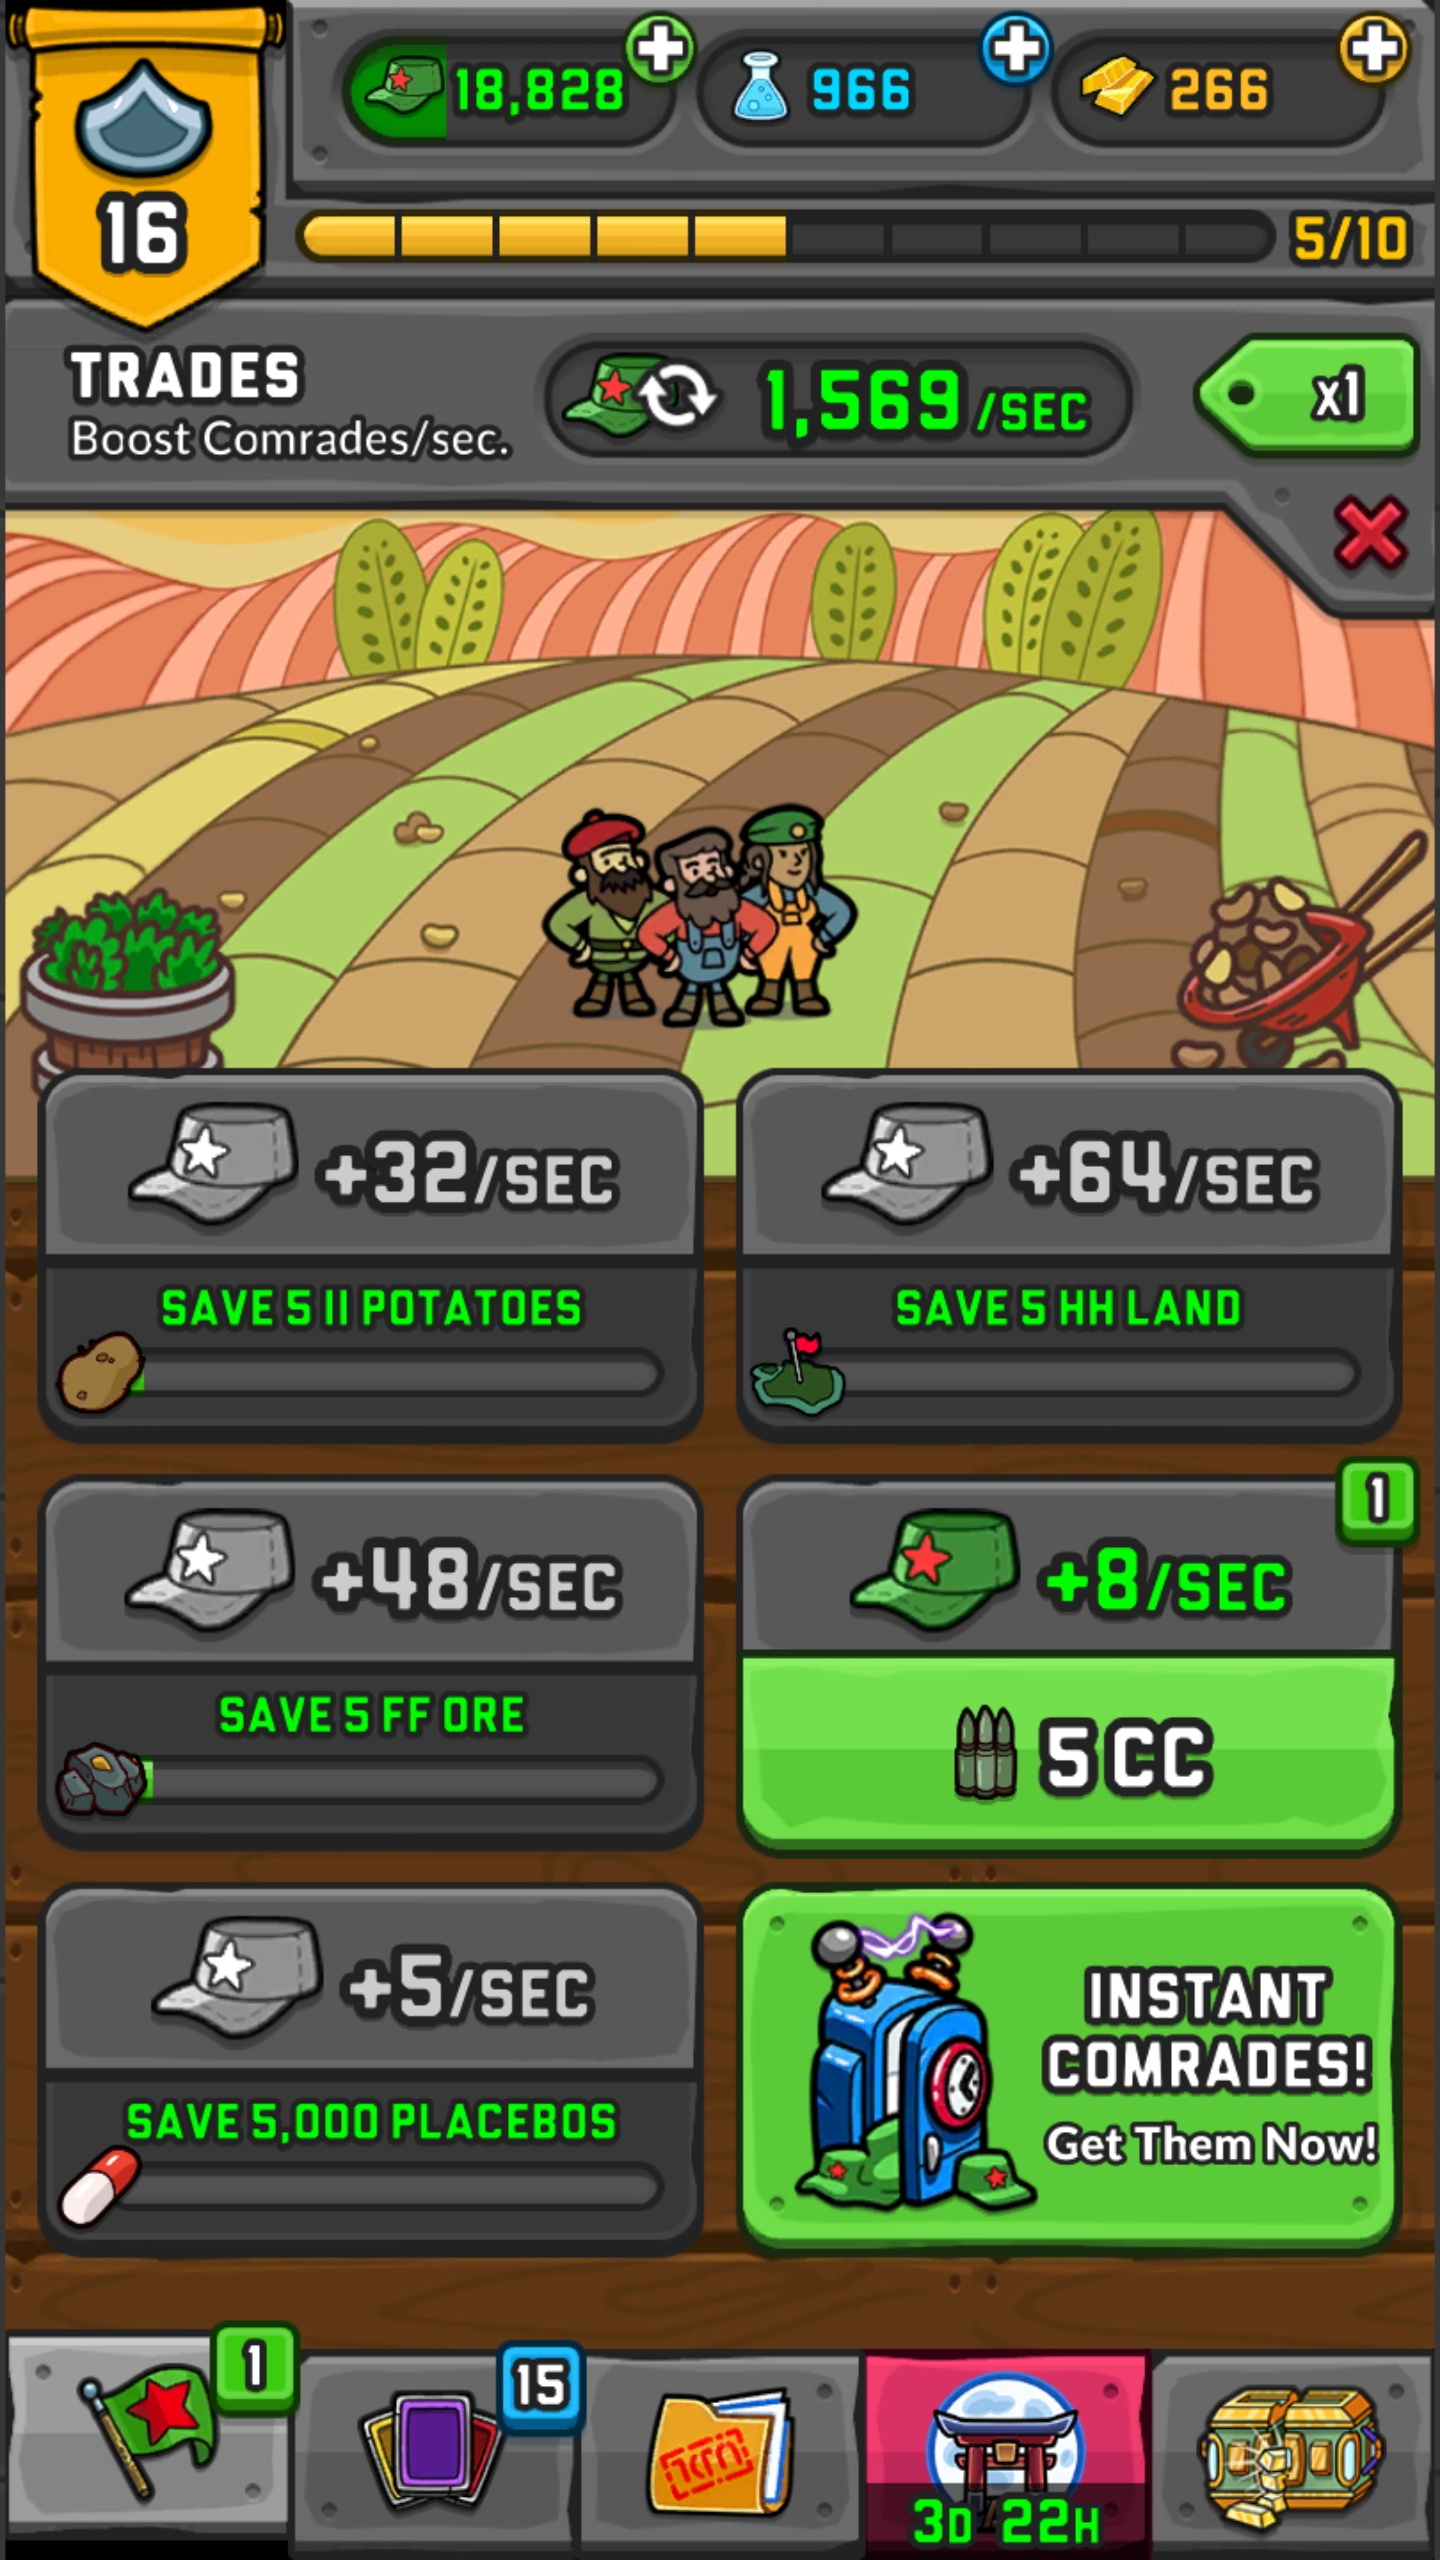 18,828
966
266
16
5/10
TRADES
Boost Comrades/sec.
1,569 /SEC
x1
+32/SEC
SAVE 5 II POTATOES
+64/SEC
SAVE 5 HH LAND
+48/SEC
SAVE 5 FF ORE
1
+8/SEC
5 CC
+5/SEC
SAVE 5,000 PLACEBOS
INSTANT
COMRADES!
Get Them Now!
1
15
3D 22H